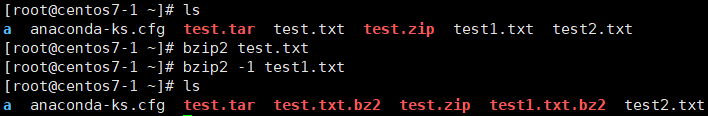 [root@centos7-1 ~]# ls
a  anaconda-ks.cfg  test.tar  test.txt  test.zip  test1.txt  test2.txt
[root@centos7-1 ~]# bzip2 test.txt
[root@centos7-1 ~]# bzip2 -1 test1.txt
[root@centos7-1 ~]# ls
a  anaconda-ks.cfg  test.tar  test.txt.bz2  test.zip  test1.txt.bz2  test2.txt